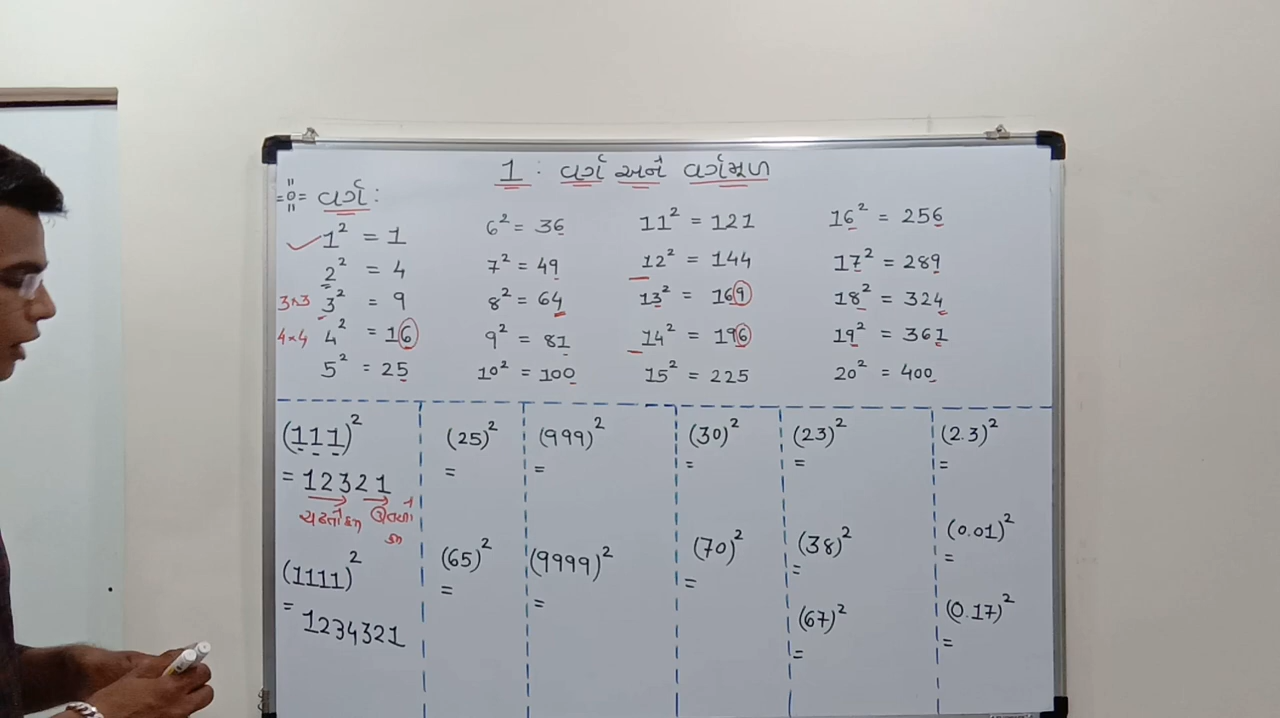 1 : વર્ગ અને વર્ગમૂળ
વર્ગ :
1² = 1
2² = 4
3×3 3² = 9
4×4 4² = 16
5² = 25
6² = 36
7² = 49
8² = 64
9² = 81
10² = 100
11² = 121
12² = 144
13² = 169
14² = 196
15² = 225
16² = 256
17² = 289
18² = 324
19² = 361
20² = 400
(111)²
= 12321
ચઢતો ક્રમ
(1111)²
= 1234321
(25)²
=
(65)²
=
(999)²
=
(9999)²
=
(30)²
=
(70)²
=
(23)²
=
(38)²
=
(67)²
=
(2.3)²
=
(0.01)²
=
(0.17)²
=